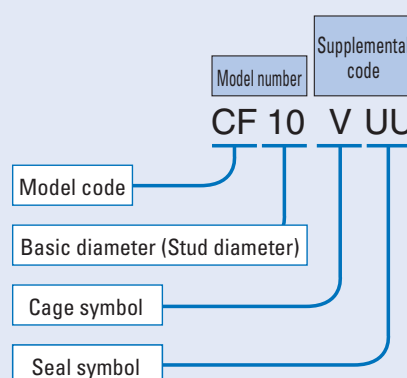 Model number
Supplementa
code
CF 10 V UU
Model code
Basic diameter (Stud diameter)
Cage symbol
Seal symbol